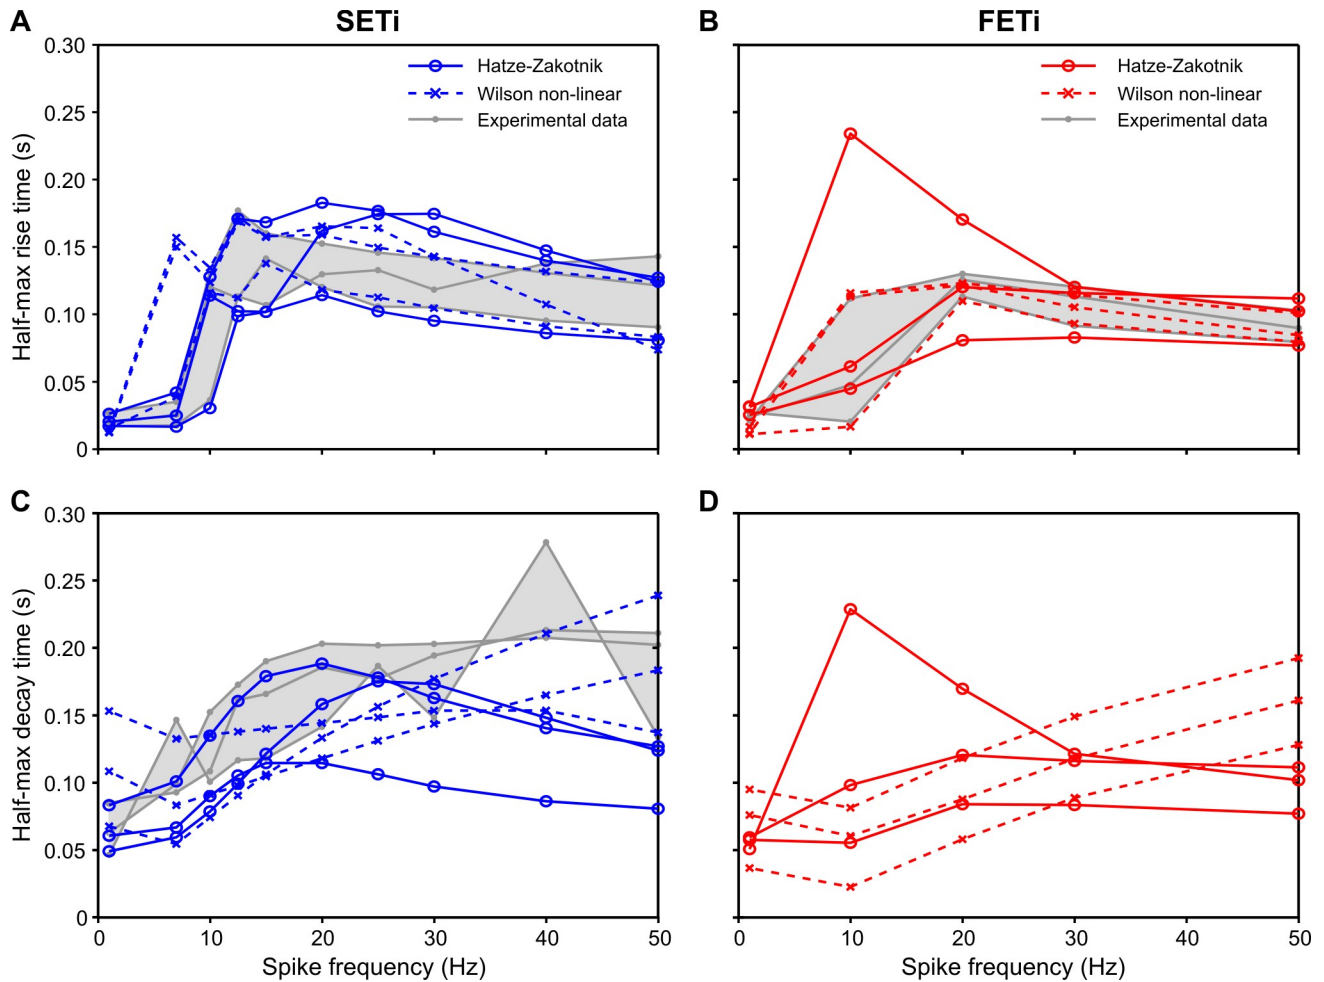 A
SETi
B
FETi
Half-max rise time (s)
0.30
0.25
0.20
0.15
0.10
0.05
0
Hatze-Zakotnik
Wilson non-linear
Experimental data
Hatze-Zakotnik
Wilson non-linear
Experimental data
C
D
Half-max decay time (s)
0.30
0.25
0.20
0.15
0.10
0.05
0
0 10 20 30 40 50
Spike frequency (Hz)
0 10 20 30 40 50
Spike frequency (Hz)